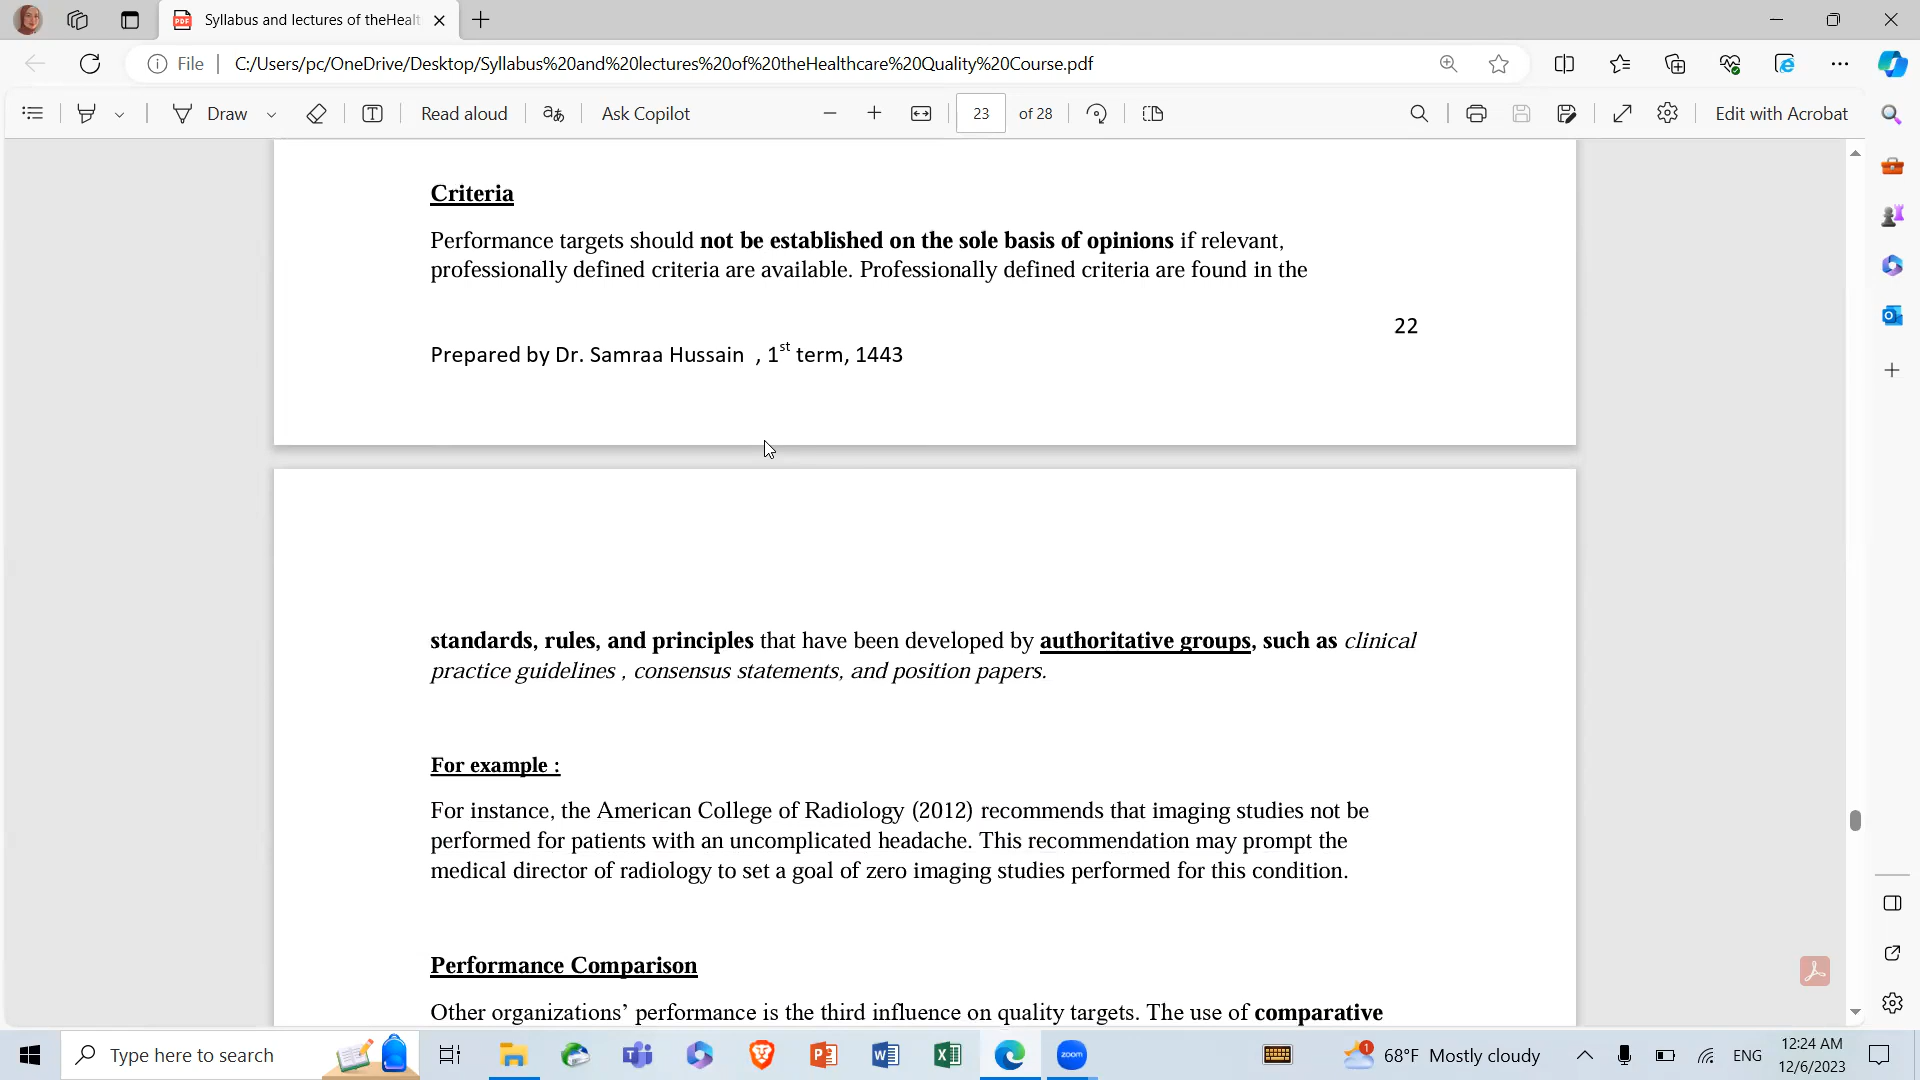 Syllabus and lectures of theHealt
File
C:/Users/pc/OneDrive/Desktop/Syllabus%20and%20lectures%20of%20theHealthcare%20Quality%20Course.pdf
Draw
Read aloud
aあ
Ask Copilot
23
of 28
Edit with Acrobat
Criteria
Performance targets should not be established on the sole basis of opinions if relevant,
professionally defined criteria are available. Professionally defined criteria are found in the
22
Prepared by Dr. Samraa Hussain , 1st term, 1443
standards, rules, and principles that have been developed by authoritative groups, such as clinical
practice guidelines , consensus statements, and position papers.
For example :
For instance, the American College of Radiology (2012) recommends that imaging studies not be
performed for patients with an uncomplicated headache. This recommendation may prompt the
medical director of radiology to set a goal of zero imaging studies performed for this condition.
Performance Comparison
Other organizations’ performance is the third influence on quality targets. The use of comparative
Type here to search
zoom
1
68°F Mostly cloudy
ENG
12:24 AM
12/6/2023